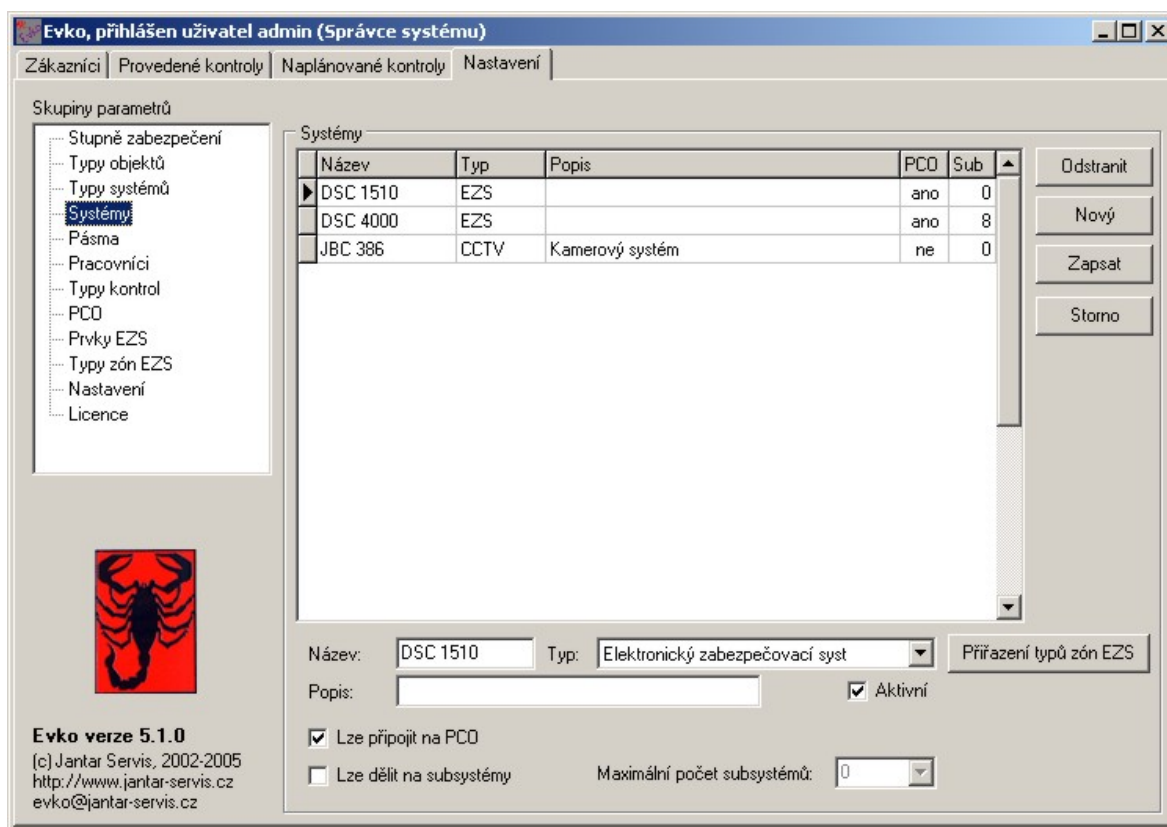 Evko, přihlášen uživatel admin (Správce systému)
Zákazníci Provedené kontroly Naplánované kontroly Nastavení
Skupiny parametrů
Stupně zabezpečení
Typy objektů
Typy systémů
Systémy
Pásma
Pracovníci
Typy kontrol
PCO
Prvky EZS
Typy zón EZS
Nastavení
Licence
Systémy
Název Typ Popis PCO Sub
DSC 1510 EZS ano 0
DSC 4000 EZS ano 8
JBC 386 CCTV Kamerový systém ne 0
Odstranit
Nový
Zapsat
Storno
Název: DSC 1510 Typ: Elektronický zabezpečovací syst Přiřazení typů zón EZS
Popis: Aktivní
Lze připojit na PCO
Lze dělit na subsystémy Maximální počet subsystémů: 0
Evko verze 5.1.0
(c) Jantar Servis, 2002-2005
http://www.jantar-servis.cz
evko@jantar-servis.cz